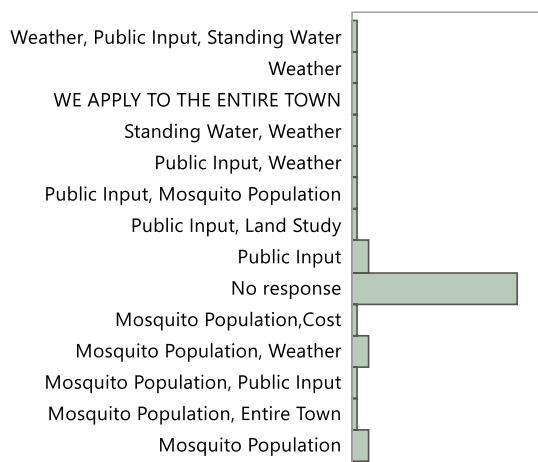 Weather, Public Input, Standing Water
Weather
WE APPLY TO THE ENTIRE TOWN
Standing Water, Weather
Public Input, Weather
Public Input, Mosquito Population
Public Input, Land Study
Public Input
No response
Mosquito Population,Cost
Mosquito Population, Weather
Mosquito Population, Public Input
Mosquito Population, Entire Town
Mosquito Population